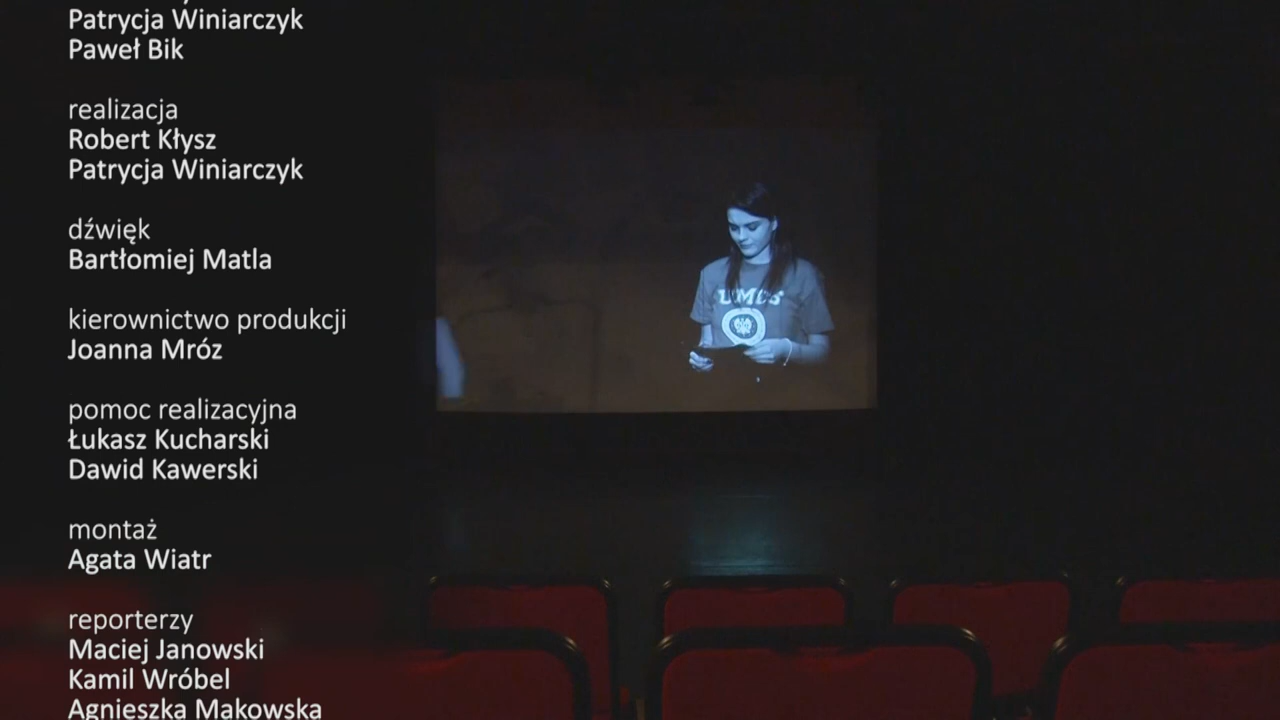 Patrycja Winiarczyk
Paweł Bik
realizacja
Robert Kłysz
Patrycja Winiarczyk
dźwięk
Bartłomiej Matla
kierownictwo produkcji
Joanna Mróz
pomoc realizacyjna
Łukasz Kucharski
Dawid Kawerski
montaż
Agata Wiatr
reporterzy
Maciej Janowski
Kamil Wróbel
Agnieszka Makowska
UMCS